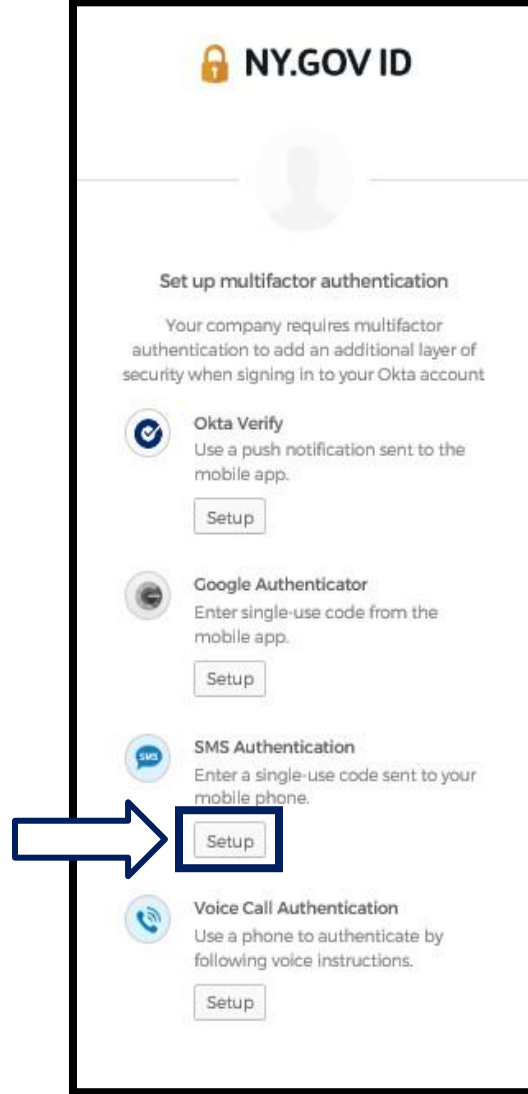 NY.GOV ID
Set up multifactor authentication
Your company requires multifactor
authentication to add an additional layer of
security when signing in to your Okta account
Okta Verify
Use a push notification sent to the
mobile app.
Setup
Google Authenticator
Enter single-use code from the
mobile app.
Setup
SMS
SMS Authentication
Enter a single-use code sent to your
mobile phone.
Setup
Voice Call Authentication
Use a phone to authenticate by
following voice instructions.
Setup